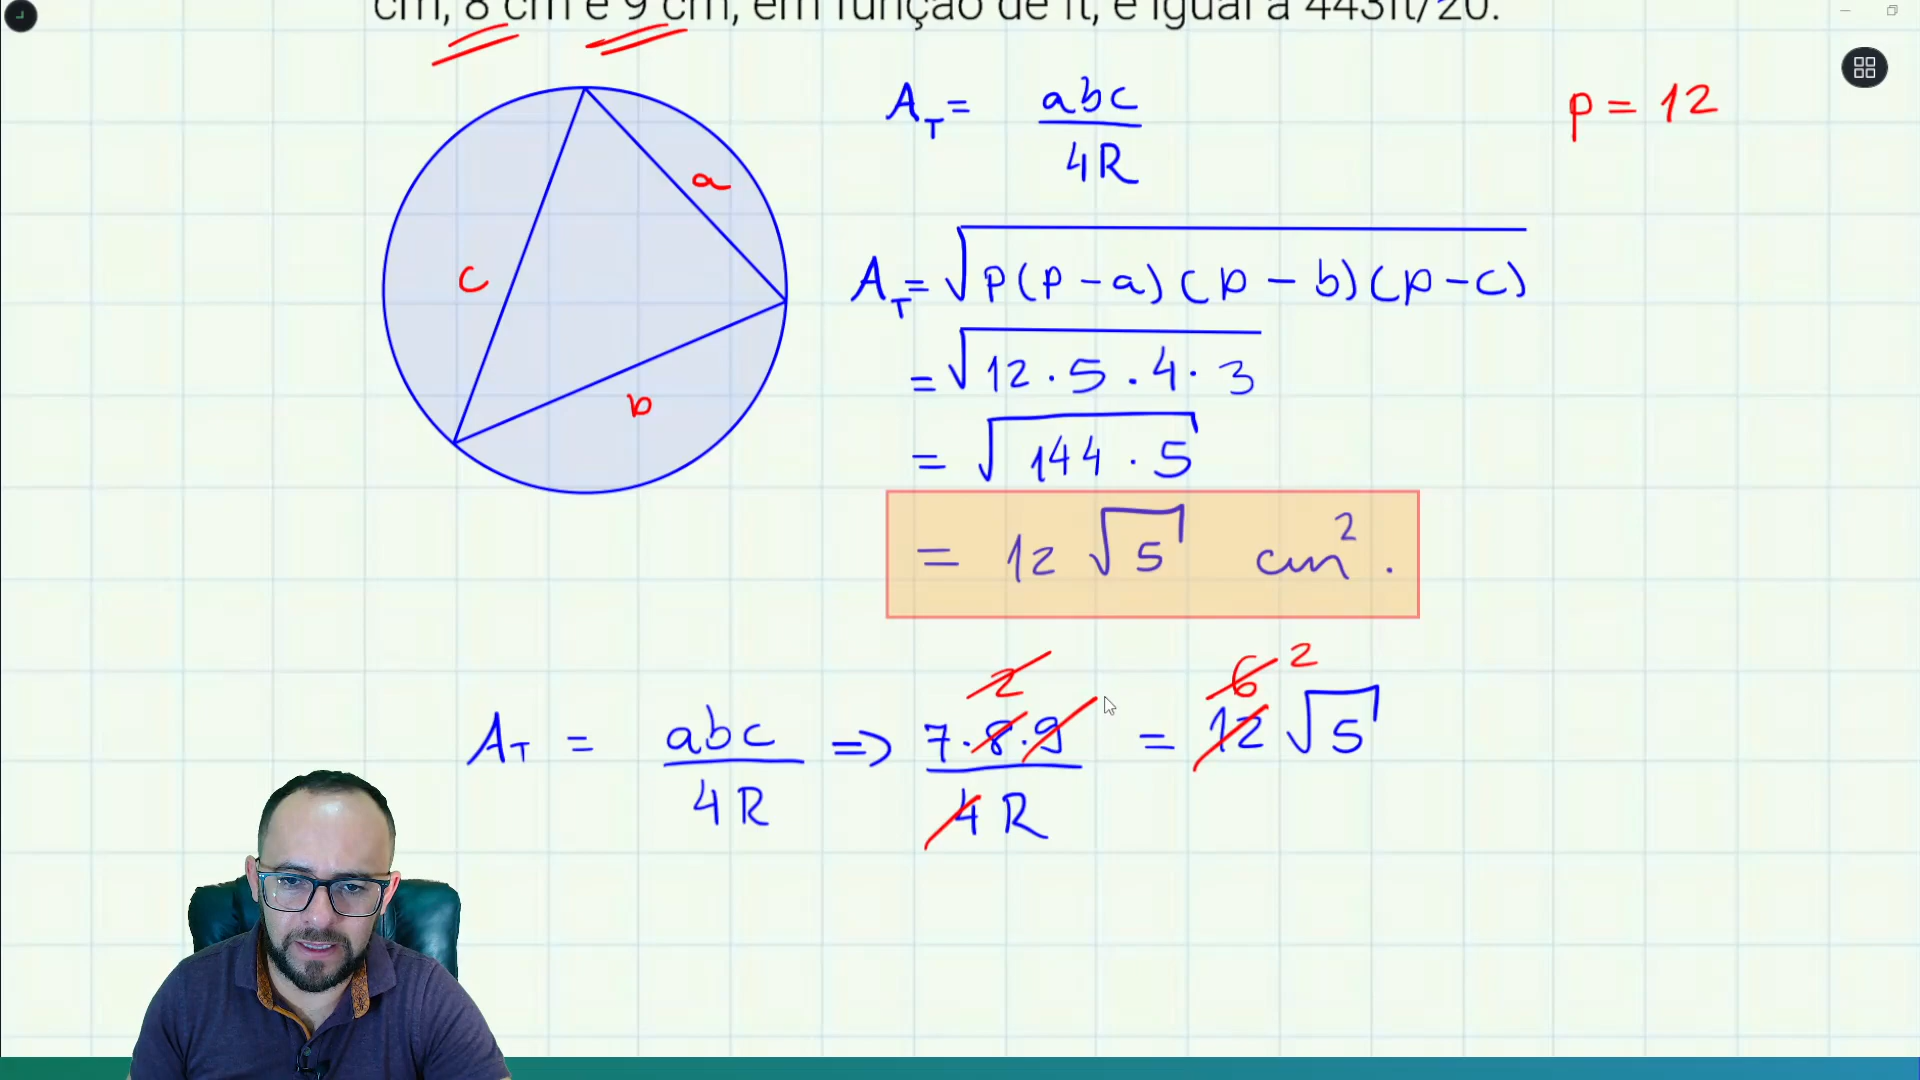 cm, 8 cm e 9 cm, em função de π, é igual a 443π/20.
A_T = abc / 4R
p = 12
A_T = √p(p - a)(p - b)(p - c)
= √12 . 5 . 4 . 3
= √144 . 5
= 12 √5 cm² .
c
a
b
2
6 2
A_T = abc / 4R => 7 . 8 . 9 / 4R = 12 √5